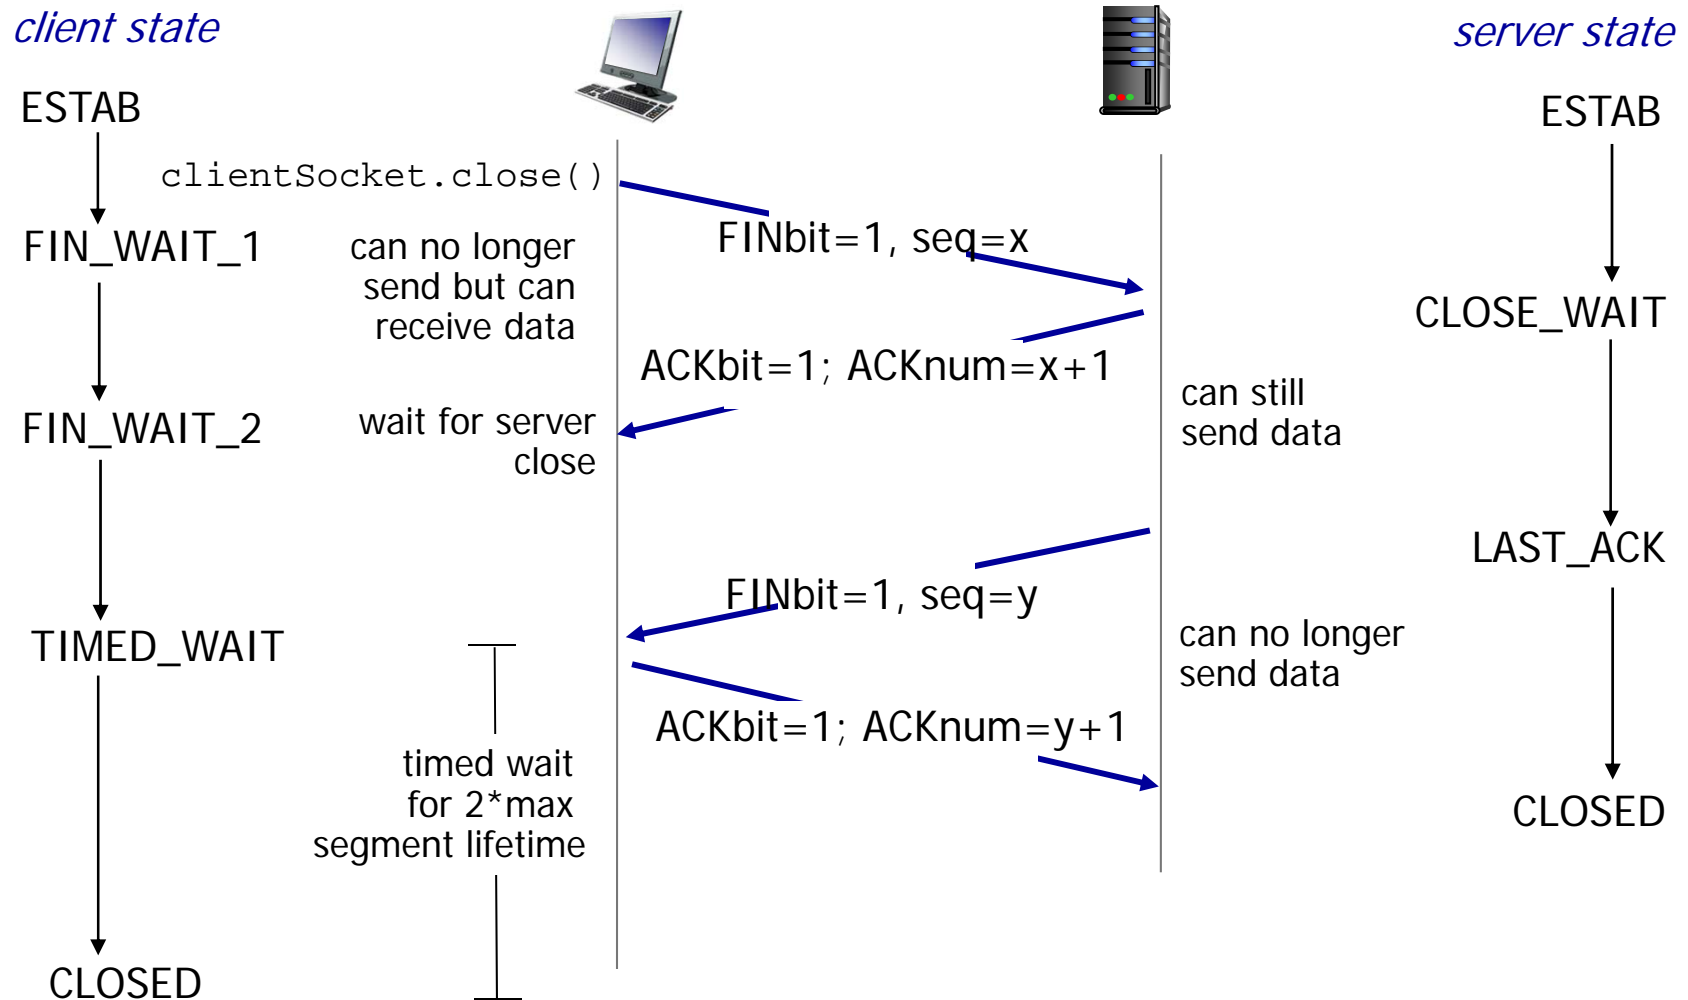 client state
server state
ESTAB
ESTAB
clientSocket.close()
FIN_WAIT_1
can no longer
send but can
receive data
FINbit=1, seq=x
CLOSE_WAIT
ACKbit=1; ACKnum=x+1
can still
send data
FIN_WAIT_2
wait for server
close
LAST_ACK
FINbit=1, seq=y
TIMED_WAIT
can no longer
send data
ACKbit=1; ACKnum=y+1
timed wait
for 2*max
segment lifetime
CLOSED
CLOSED